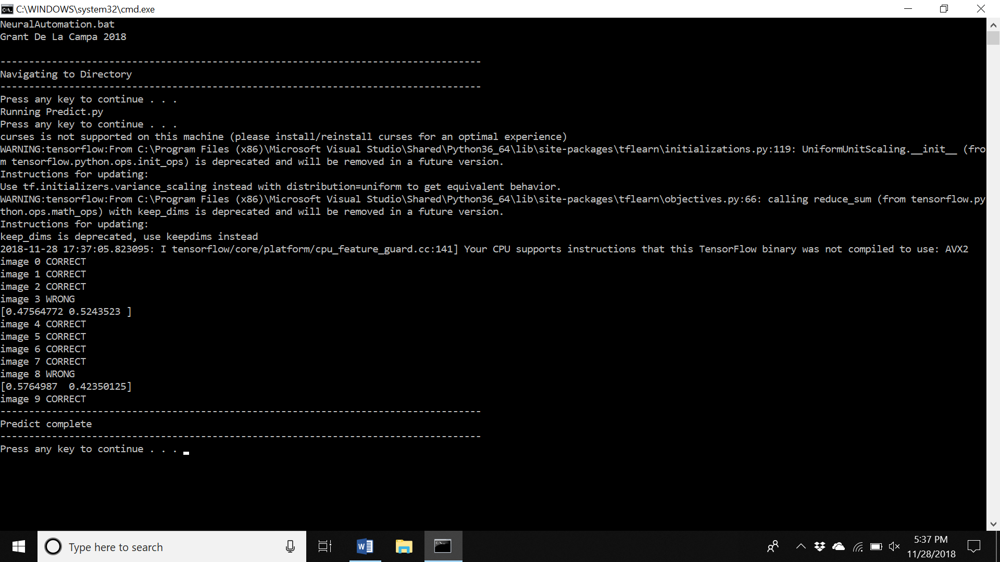 C:\WINDOWS\system32\cmd.exe
NeuralAutomation.bat
Grant De La Campa 2018
------------------------------------------------------------------------------------
Navigating to Directory
------------------------------------------------------------------------------------
Press any key to continue . . .
Running Predict.py
Press any key to continue . . .
curses is not supported on this machine (please install/reinstall curses for an optimal experience)
WARNING:tensorflow:From C:\Program Files (x86)\Microsoft Visual Studio\Shared\Python36_64\lib\site-packages\tflearn\initializations.py:119: UniformUnitScaling.__init__ (fro
m tensorflow.python.ops.init_ops) is deprecated and will be removed in a future version.
Instructions for updating:
Use tf.initializers.variance_scaling instead with distribution=uniform to get equivalent behavior.
WARNING:tensorflow:From C:\Program Files (x86)\Microsoft Visual Studio\Shared\Python36_64\lib\site-packages\tflearn\objectives.py:66: calling reduce_sum (from tensorflow.py
thon.ops.math_ops) with keep_dims is deprecated and will be removed in a future version.
Instructions for updating:
keep_dims is deprecated, use keepdims instead
2018-11-28 17:37:05.823095: I tensorflow/core/platform/cpu_feature_guard.cc:141] Your CPU supports instructions that this TensorFlow binary was not compiled to use: AVX2
image 0 CORRECT
image 1 CORRECT
image 2 CORRECT
image 3 WRONG
[0.47564772 0.5243523 ]
image 4 CORRECT
image 5 CORRECT
image 6 CORRECT
image 7 CORRECT
image 8 WRONG
[0.5764987  0.42350125]
image 9 CORRECT
------------------------------------------------------------------------------------
Predict complete
------------------------------------------------------------------------------------
Press any key to continue . . .
Type here to search
5:37 PM
11/28/2018